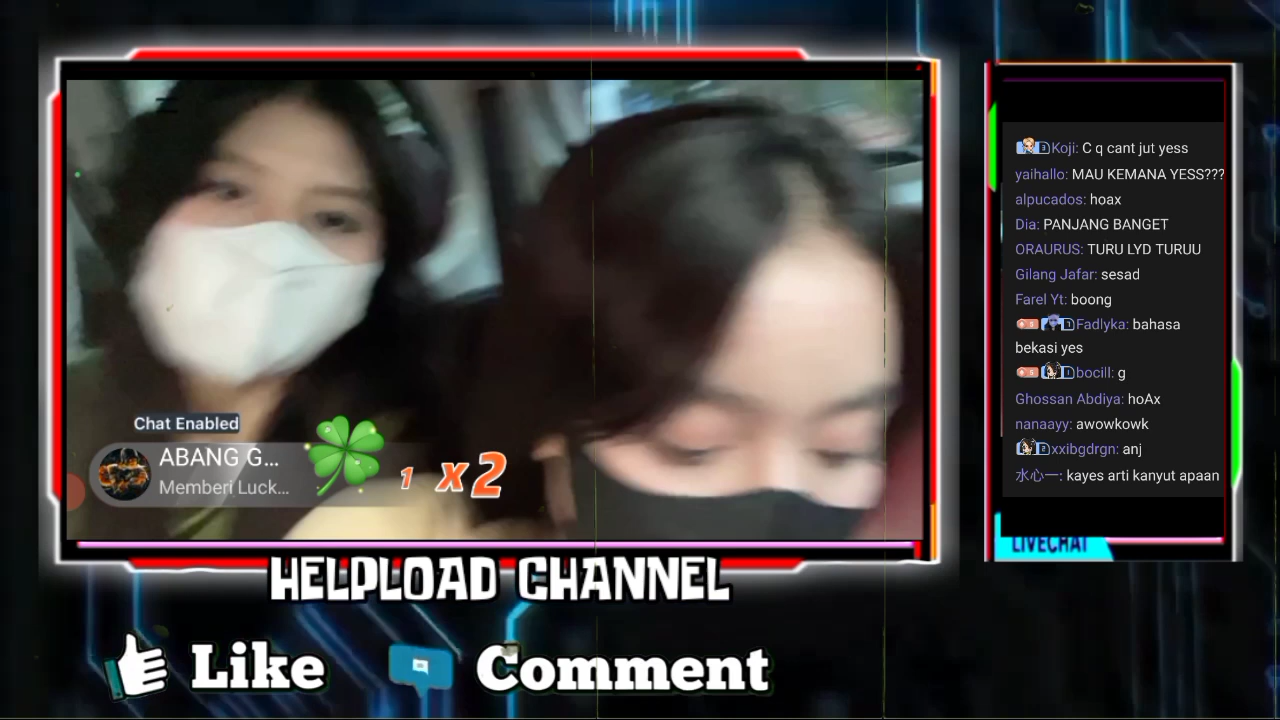 Koji: C q cant jut yess
yaihallo: MAU KEMANA YESS???
alpucados: hoax
Dia: PANJANG BANGET
ORAURUS: TURU LYD TURUU
Gilang Jafar: sesad
Farel Yt: boong
Fadlyka: bahasa
bekasi yes
bocill: g
Ghossan Abdiya: hoAx
nanaayy: awowkowk
xxibgdrgn: anj
水心一: kayes arti kanyut apaan
Chat Enabled
ABANG G...
Memberi Luck...
1 x2
LIVECHAT
HELPLOAD CHANNEL
Like
Comment